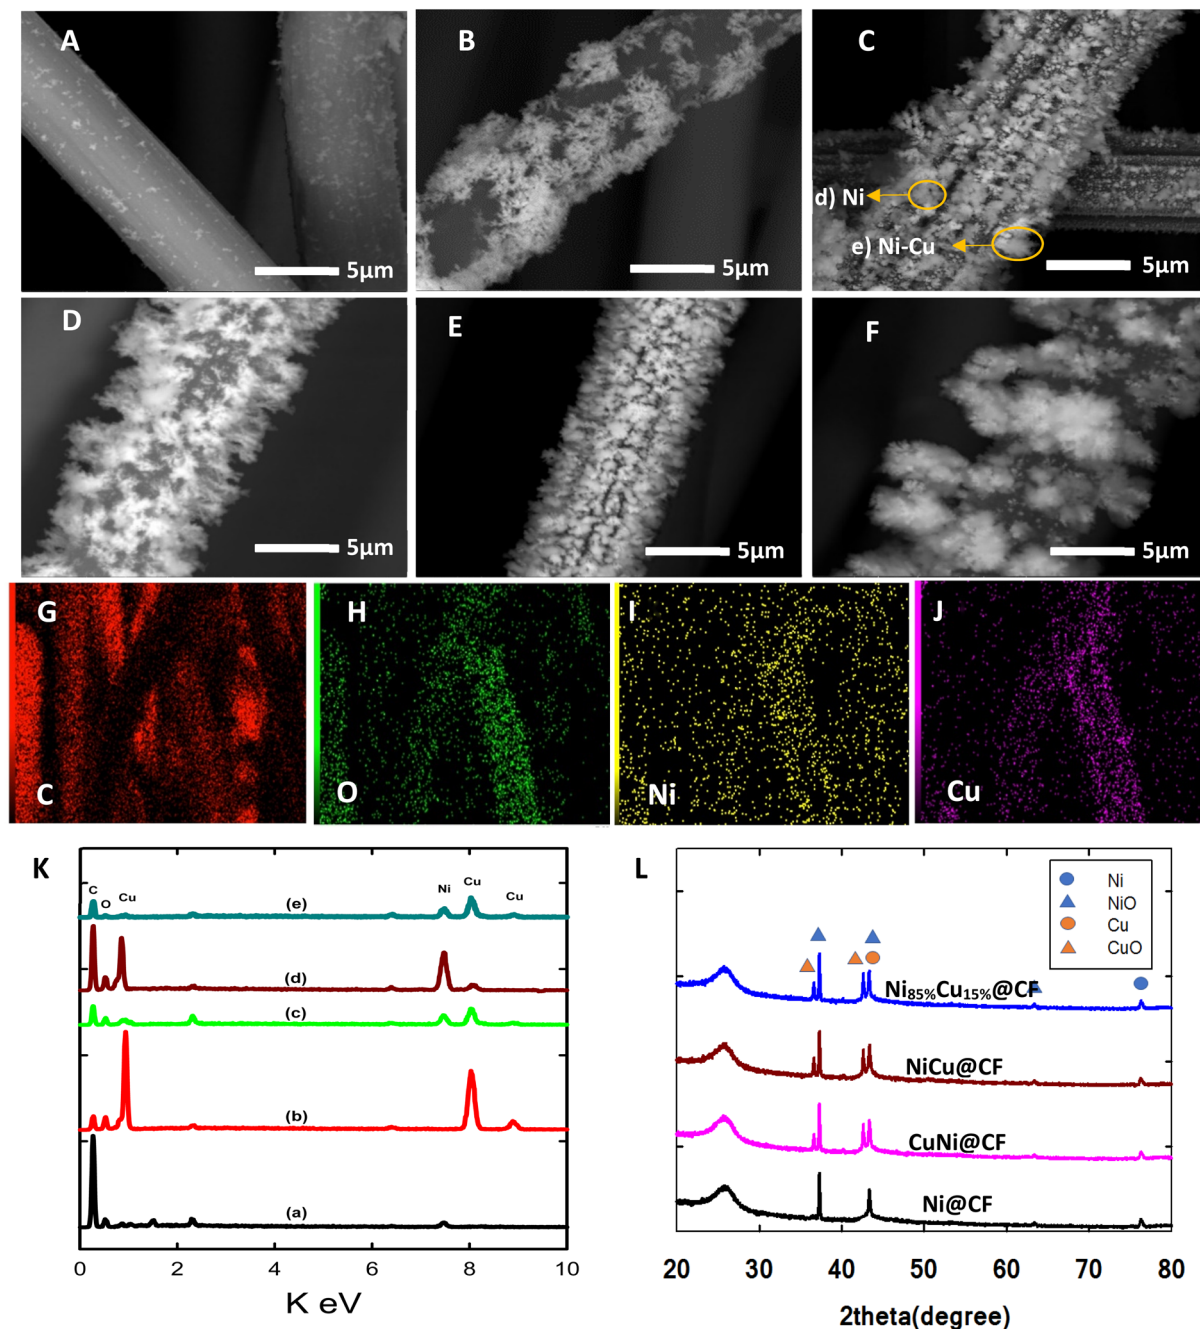 A
5μm
B
5μm
C
d) Ni
e) Ni-Cu
5μm
D
5μm
E
5μm
F
5μm
G
C
H
O
I
Ni
J
Cu
K
C
O
Cu
Ni
Cu
Cu
(e)
(d)
(c)
(b)
(a)
0 2 4 6 8 10
K eV
L
Ni
NiO
Cu
CuO
Ni85%Cu15%@CF
NiCu@CF
CuNi@CF
Ni@CF
20 30 40 50 60 70 80
2theta(degree)